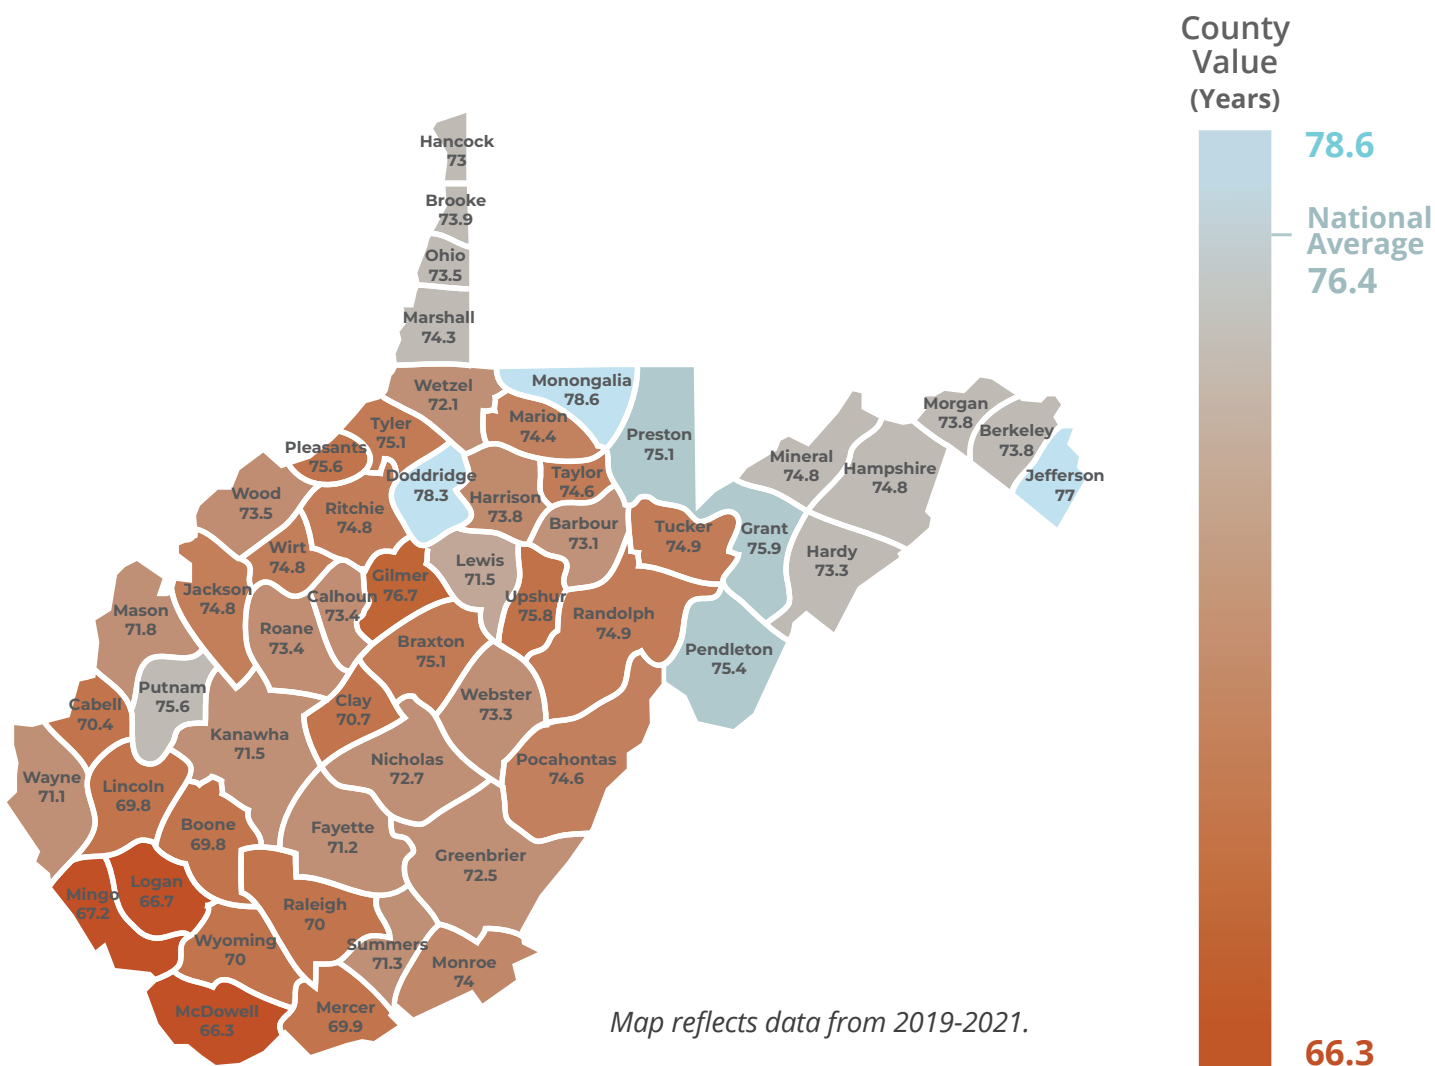 County
Value
(Years)
78.6
National
Average
76.4
66.3
Hancock
73
Brooke
73.9
Ohio
73.5
Marshall
74.3
Wetzel
72.1
Monongalia
78.6
Marion
74.4
Tyler
75.1
Pleasants
75.6
Preston
75.1
Doddridge
78.3
Harrison
73.8
Taylor
74.6
Wood
73.5
Ritchie
74.8
Barbour
73.1
Tucker
74.9
Grant
75.9
Mineral
74.8
Hampshire
74.8
Morgan
73.8
Berkeley
73.8
Jefferson
77
Hardy
73.3
Wirt
74.8
Lewis
71.5
Gilmer
76.7
Jackson
74.8
Calhoun
73.4
Upshur
75.8
Randolph
74.9
Mason
71.8
Roane
73.4
Braxton
75.1
Pendleton
75.4
Putnam
75.6
Cabell
70.4
Clay
70.7
Webster
73.3
Kanawha
71.5
Nicholas
72.7
Pocahontas
74.6
Wayne
71.1
Lincoln
69.8
Boone
69.8
Fayette
71.2
Greenbrier
72.5
Mingo
67.2
Logan
66.7
Raleigh
70
Wyoming
70
Summers
71.3
Monroe
74
McDowell
66.3
Mercer
69.9
Map reflects data from 2019-2021.